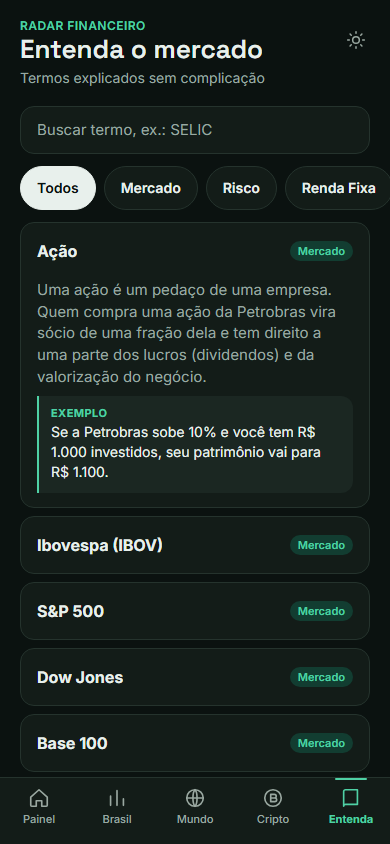 RADAR FINANCEIRO
Entenda o mercado
Termos explicados sem complicação
Buscar termo, ex.: SELIC
Todos
Mercado
Risco
Renda Fixa
Ação
Mercado
Uma ação é um pedaço de uma empresa.
Quem compra uma ação da Petrobras vira
sócio de uma fração dela e tem direito a
uma parte dos lucros (dividendos) e da
valorização do negócio.
EXEMPLO
Se a Petrobras sobe 10% e você tem R$
1.000 investidos, seu patrimônio vai para
R$ 1.100.
Ibovespa (IBOV)
Mercado
S&P 500
Mercado
Dow Jones
Mercado
Base 100
Mercado
Painel
Brasil
Mundo
Cripto
Entenda